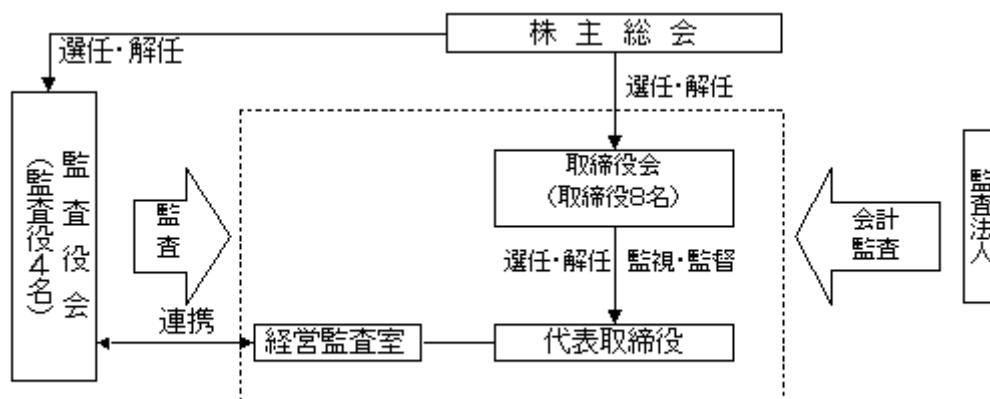 株主総会
選任・解任
選任・解任
監査役会
(監査役4名)
監査
取締役会
(取締役8名)
会計
監査
監査法人
選任・解任 監視・監督
連携
経営監査室
代表取締役